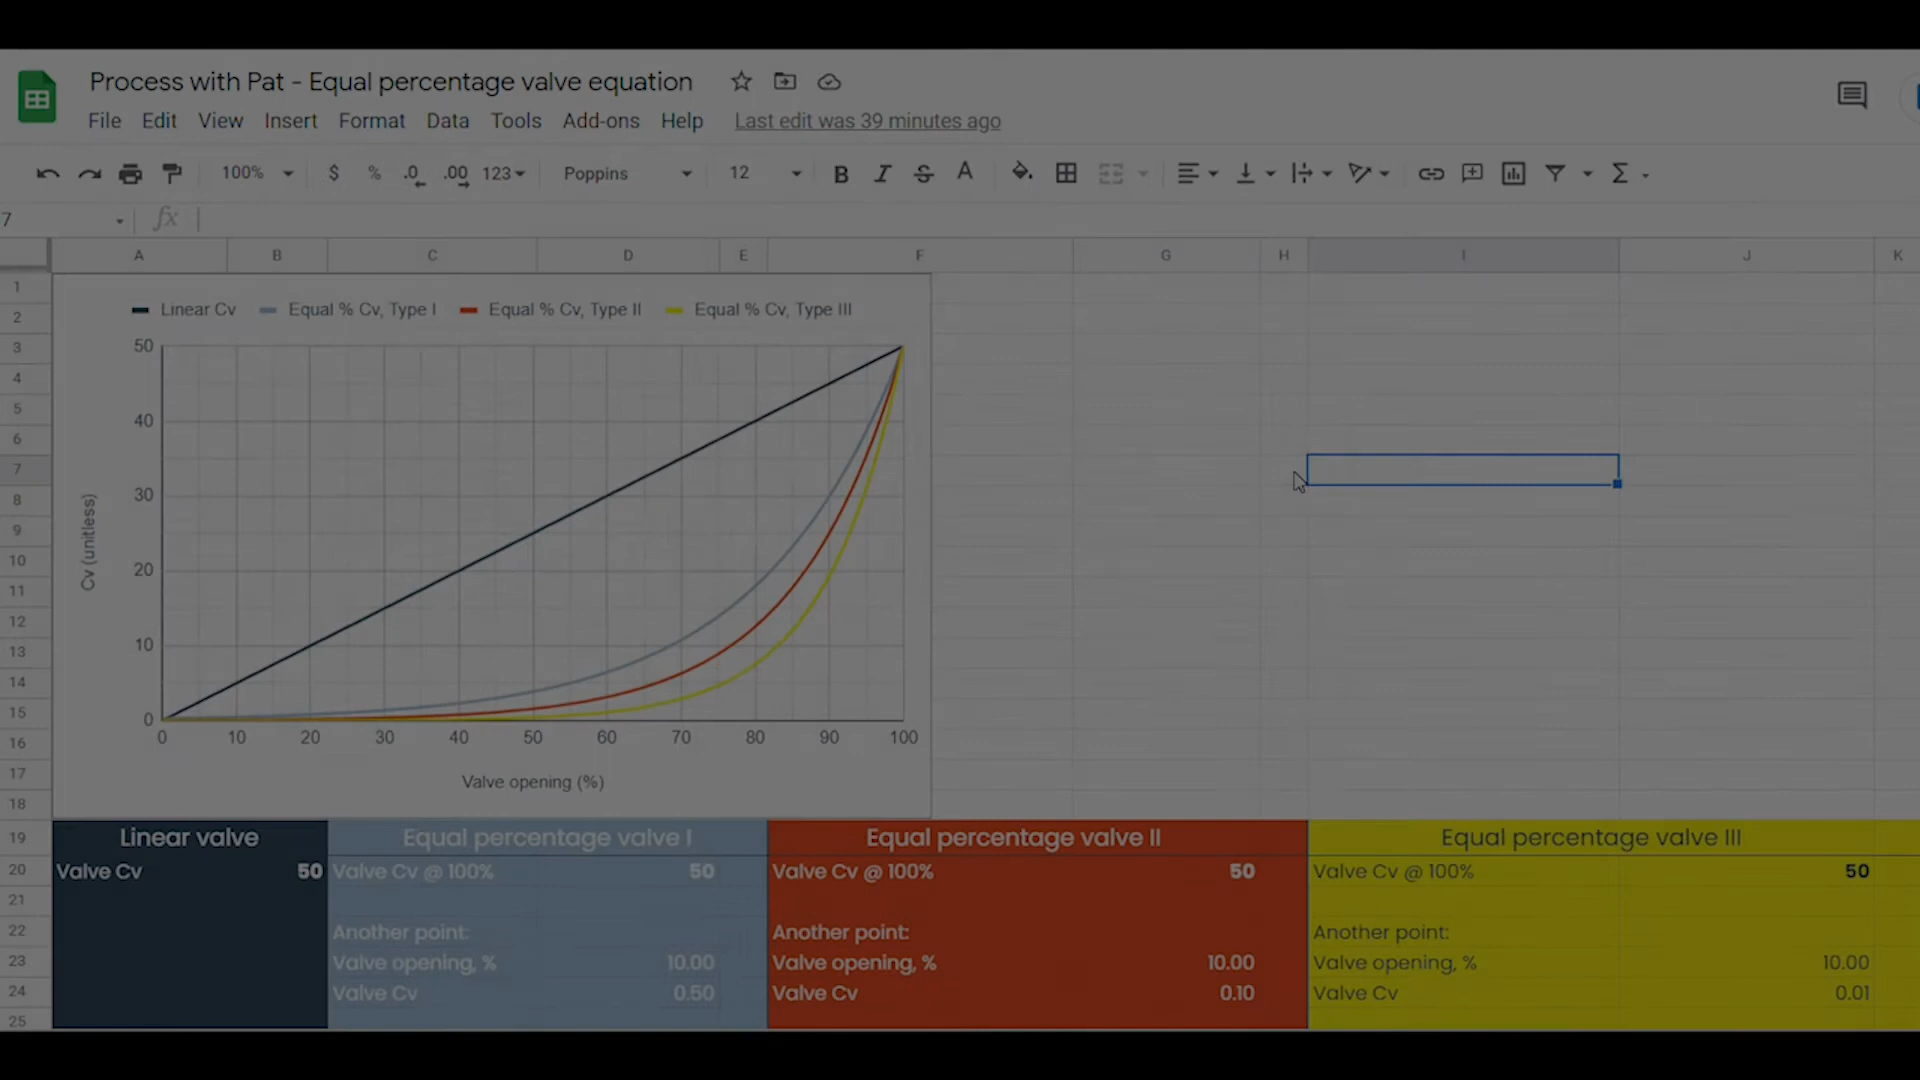 Process with Pat - Equal percentage valve equation
File Edit View Insert Format Data Tools Add-ons Help Last edit was 39 minutes ago
100% $ % .0 .00 123 Poppins 12 B I S A
7 fx
A B C D E F G H I J K
1
2
3
4
5
6
7
8
9
10
11
12
13
14
15
16
17
18
Linear Cv Equal % Cv, Type I Equal % Cv, Type II Equal % Cv, Type III
50
40
30
20
10
0
Cv (unitless)
0 10 20 30 40 50 60 70 80 90 100
Valve opening (%)
19 Linear valve Equal percentage valve I Equal percentage valve II Equal percentage valve III
20 Valve Cv 50 Valve Cv @ 100% 50 Valve Cv @ 100% 50 Valve Cv @ 100% 50
21
22 Another point: Another point: Another point:
23 Valve opening, % 10.00 Valve opening, % 10.00 Valve opening, % 10.00
24 Valve Cv 0.50 Valve Cv 0.10 Valve Cv 0.01
25